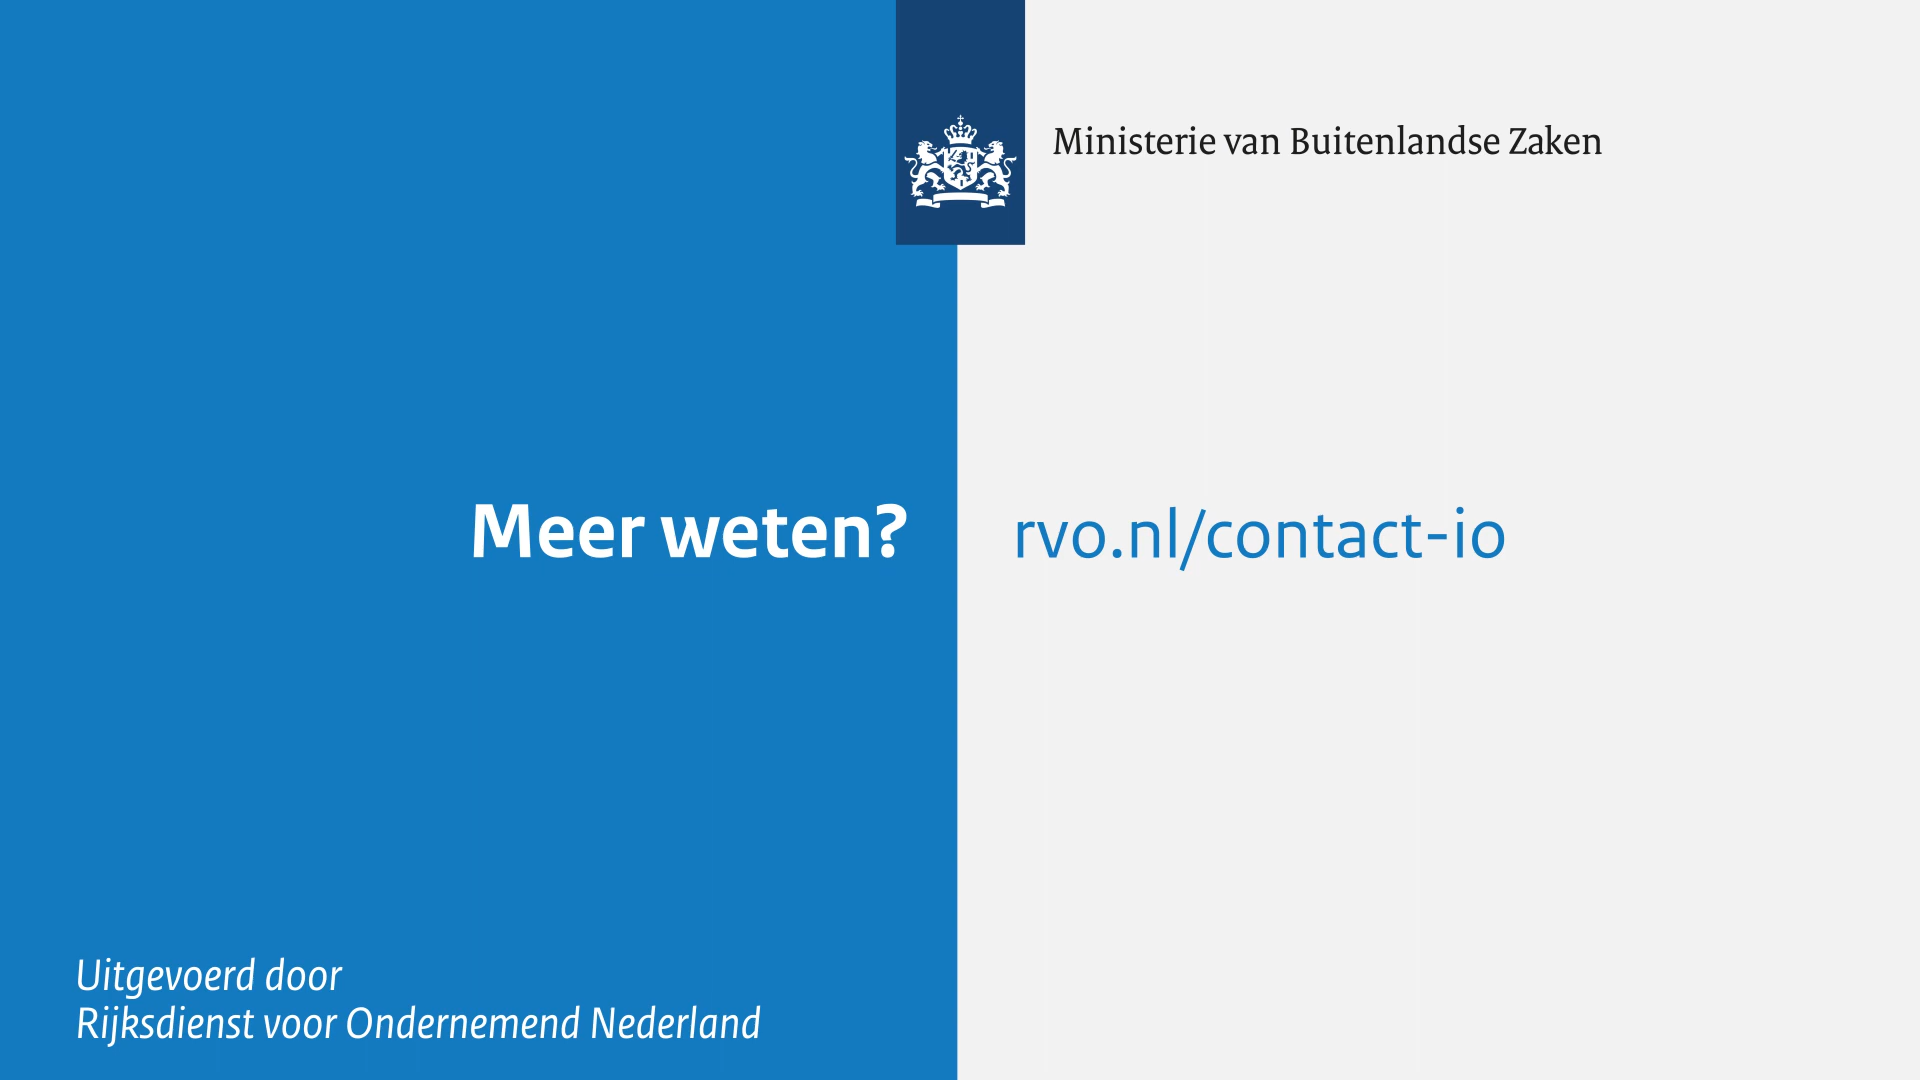 Ministerie van Buitenlandse Zaken
Meer weten?
rvo.nl/contact-io
Uitgevoerd door
Rijksdienst voor Ondernemend Nederland